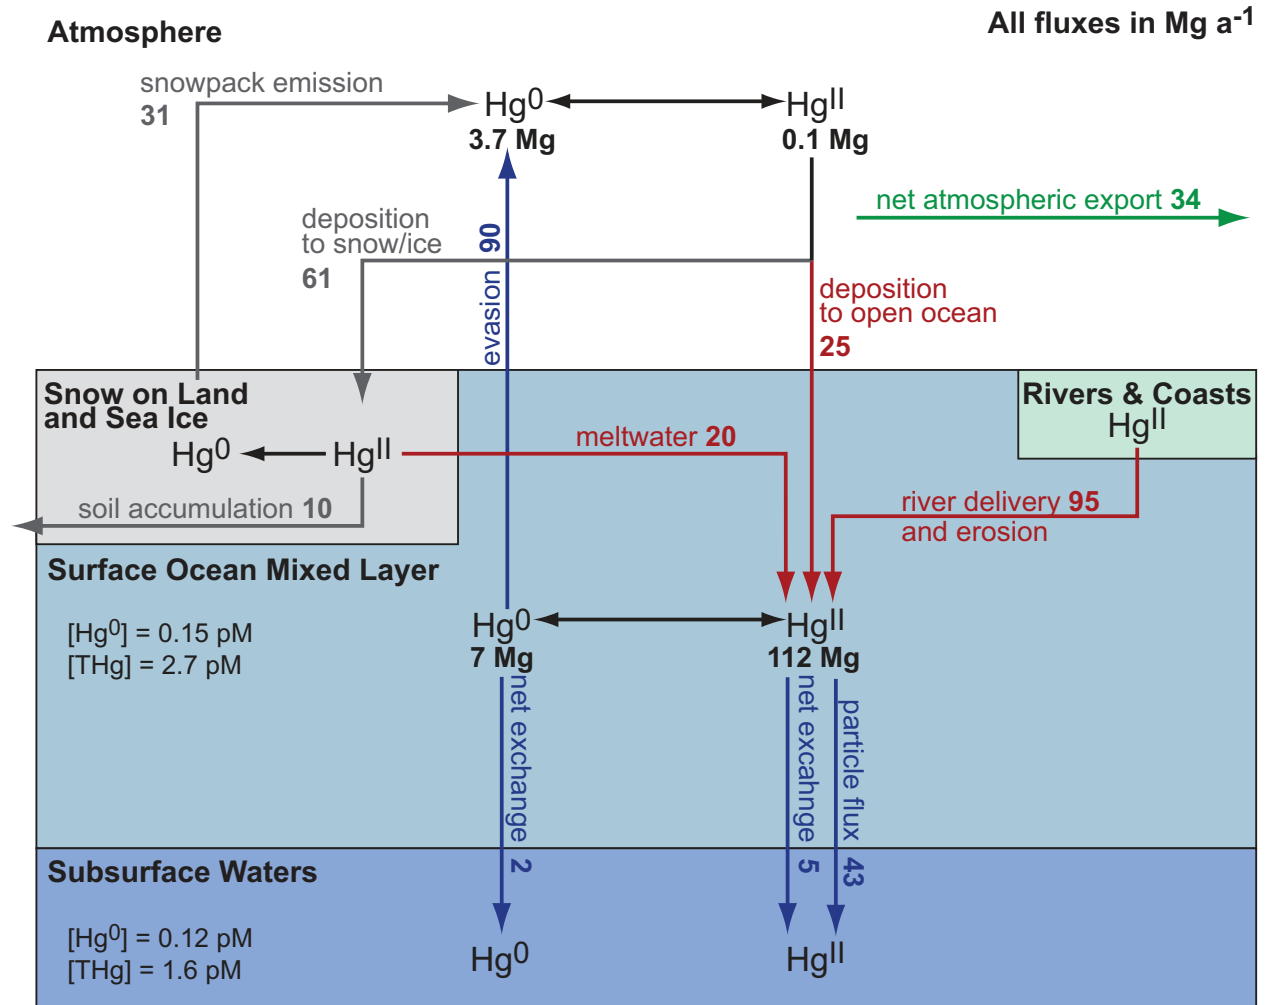 Atmosphere
All fluxes in Mg a⁻¹
snowpack emission
31
Hg⁰
3.7 Mg
Hgᴵᴵ
0.1 Mg
net atmospheric export 34
deposition
to snow/ice
61
evasion 90
deposition
to open ocean
25
Snow on Land
and Sea Ice
Hg⁰
Hgᴵᴵ
soil accumulation 10
meltwater 20
Rivers & Coasts
Hgᴵᴵ
river delivery 95
and erosion
Surface Ocean Mixed Layer
[Hg⁰] = 0.15 pM
[THg] = 2.7 pM
Hg⁰
7 Mg
Hgᴵᴵ
112 Mg
net exchange 2
net excahnge 5
particle flux 43
Subsurface Waters
[Hg⁰] = 0.12 pM
[THg] = 1.6 pM
Hg⁰
Hgᴵᴵ